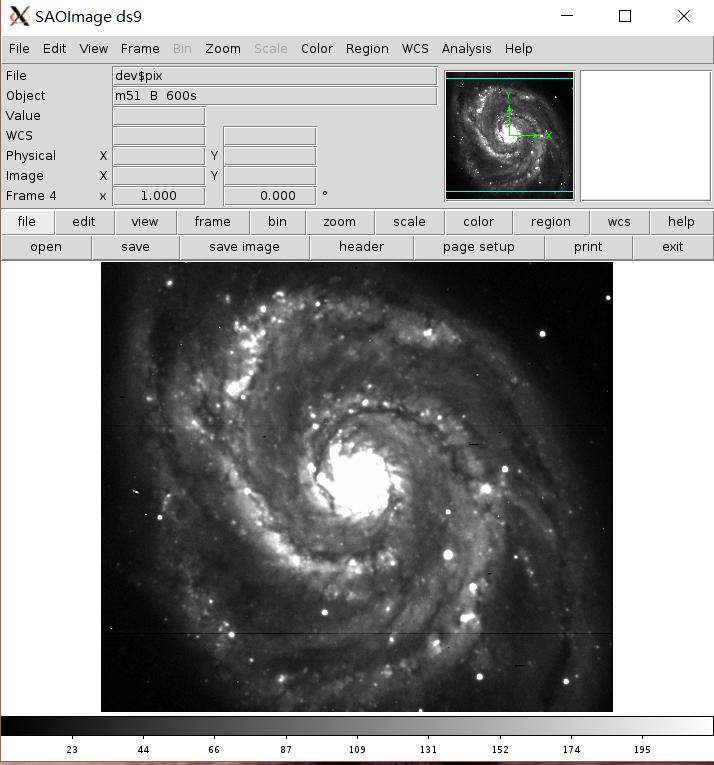 SAOImage ds9
File Edit View Frame Bin Zoom Scale Color Region WCS Analysis Help
File dev$pix
Object m51 B 600s
Value
WCS
Physical X Y
Image X Y
Frame 4 x 1.000 0.000 °
Y
X
file edit view frame bin zoom scale color region wcs help
open save save image header page setup print exit
23 44 66 87 109 131 152 174 195